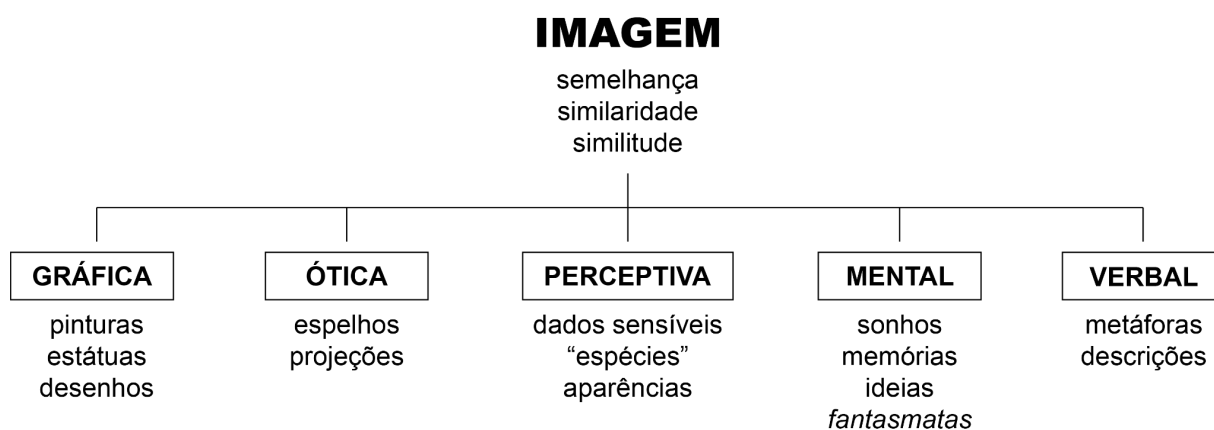 IMAGEM
semelhança
similaridade
similitude
GRÁFICA
pinturas
estátuas
desenhos
ÓTICA
espelhos
projeções
PERCEPTIVA
dados sensíveis
“espécies”
aparências
MENTAL
sonhos
memórias
ideias
fantasmatas
VERBAL
metáforas
descrições